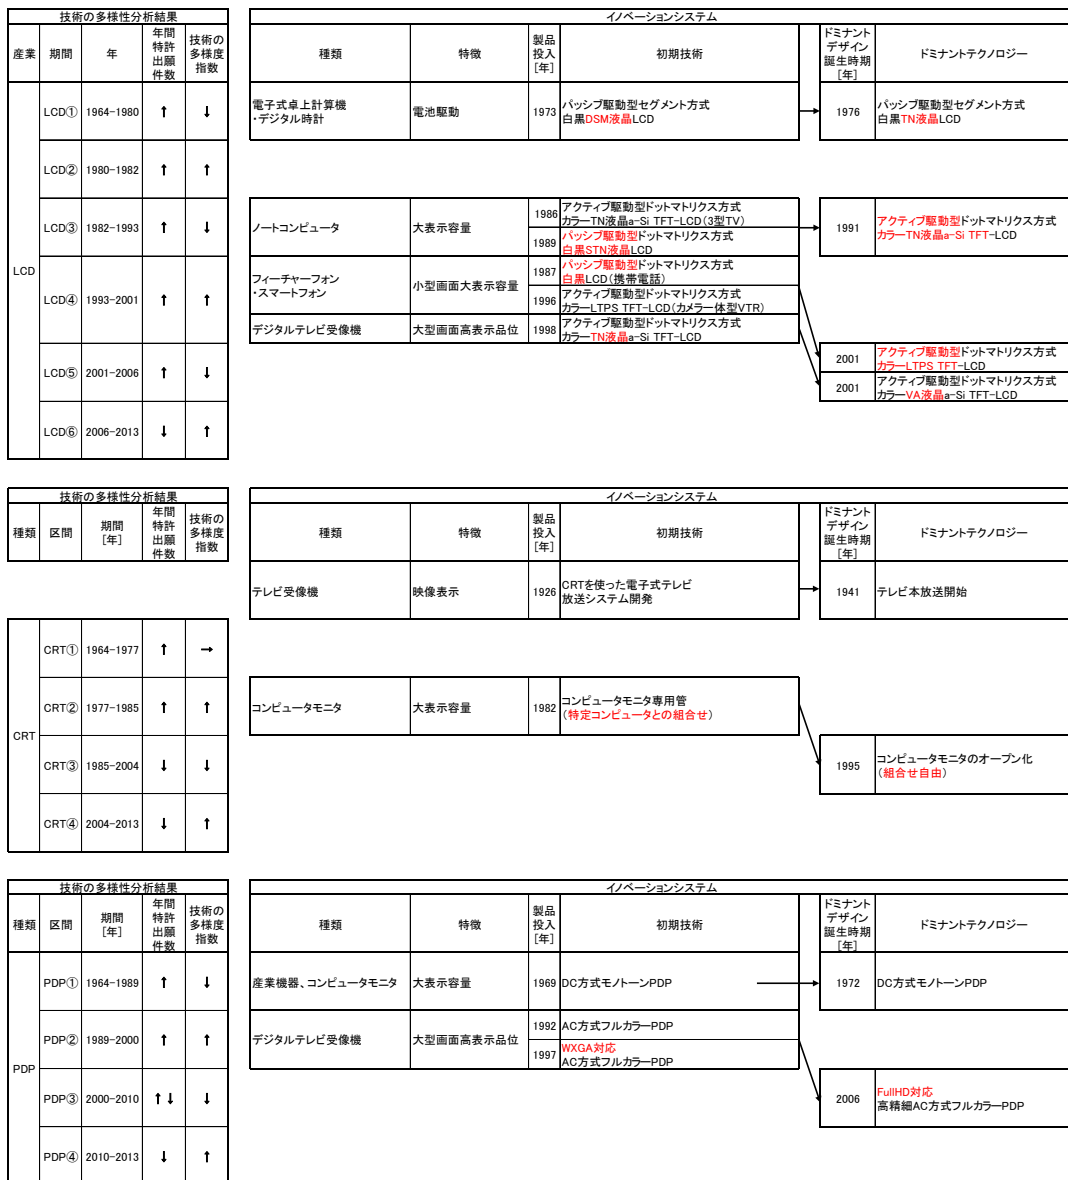 技術の多様性分析結果
産業 期間 年 年間特許出願件数 技術の多様度指数
LCD
LCD① 1964-1980 ↑ ↓
LCD② 1980-1982 ↑ ↑
LCD③ 1982-1993 ↑ ↓
LCD④ 1993-2001 ↑ ↑
LCD⑤ 2001-2006 ↑ ↓
LCD⑥ 2006-2013 ↓ ↑
イノベーションシステム
種類 特徴 製品投入[年] 初期技術 ドミナントデザイン誕生時期[年] ドミナントテクノロジー
電子式卓上計算機
・デジタル時計
電池駆動
1973
パッシブ駆動型セグメント方式
白黒DSM液晶LCD
1976
パッシブ駆動型セグメント方式
白黒TN液晶LCD
ノートコンピュータ
大表示容量
1986
アクティブ駆動型ドットマトリクス方式
カラーTN液晶a-Si TFT-LCD(3型TV)
1989
パッシブ駆動型ドットマトリクス方式
白黒STN液晶LCD
1991
アクティブ駆動型ドットマトリクス方式
カラーTN液晶a-Si TFT-LCD
フィーチャーフォン
・スマートフォン
小型画面大表示容量
1987
パッシブ駆動型ドットマトリクス方式
白黒LCD(携帯電話)
1996
アクティブ駆動型ドットマトリクス方式
カラーLTPS TFT-LCD(カメラ一体型VTR)
デジタルテレビ受像機
大型画面高表示品位
1998
アクティブ駆動型ドットマトリクス方式
カラーTN液晶a-Si TFT-LCD
2001
アクティブ駆動型ドットマトリクス方式
カラーLTPS TFT-LCD
2001
アクティブ駆動型ドットマトリクス方式
カラーVA液晶a-Si TFT-LCD
技術の多様性分析結果
種類 区間 期間[年] 年間特許出願件数 技術の多様度指数
CRT
CRT① 1964-1977 ↑ →
CRT② 1977-1985 ↑ ↑
CRT③ 1985-2004 ↓ ↓
CRT④ 2004-2013 ↓ ↑
イノベーションシステム
種類 特徴 製品投入[年] 初期技術 ドミナントデザイン誕生時期[年] ドミナントテクノロジー
テレビ受像機
映像表示
1926
CRTを使った電子式テレビ
放送システム開発
1941
テレビ本放送開始
コンピュータモニタ
大表示容量
1982
コンピュータモニタ専用管
(特定コンピュータとの組合せ)
1995
コンピュータモニタのオープン化
(組合せ自由)
技術の多様性分析結果
種類 区間 期間[年] 年間特許出願件数 技術の多様度指数
PDP
PDP① 1964-1989 ↑ ↓
PDP② 1989-2000 ↑ ↑
PDP③ 2000-2010 ↑↓ ↓
PDP④ 2010-2013 ↓ ↑
イノベーションシステム
種類 特徴 製品投入[年] 初期技術 ドミナントデザイン誕生時期[年] ドミナントテクノロジー
産業機器、コンピュータモニタ
大表示容量
1969
DC方式モノトーンPDP
1972
DC方式モノトーンPDP
デジタルテレビ受像機
大型画面高表示品位
1992
AC方式フルカラーPDP
1997
WXGA対応
AC方式フルカラーPDP
2006
FullHD対応
高精細AC方式フルカラーPDP